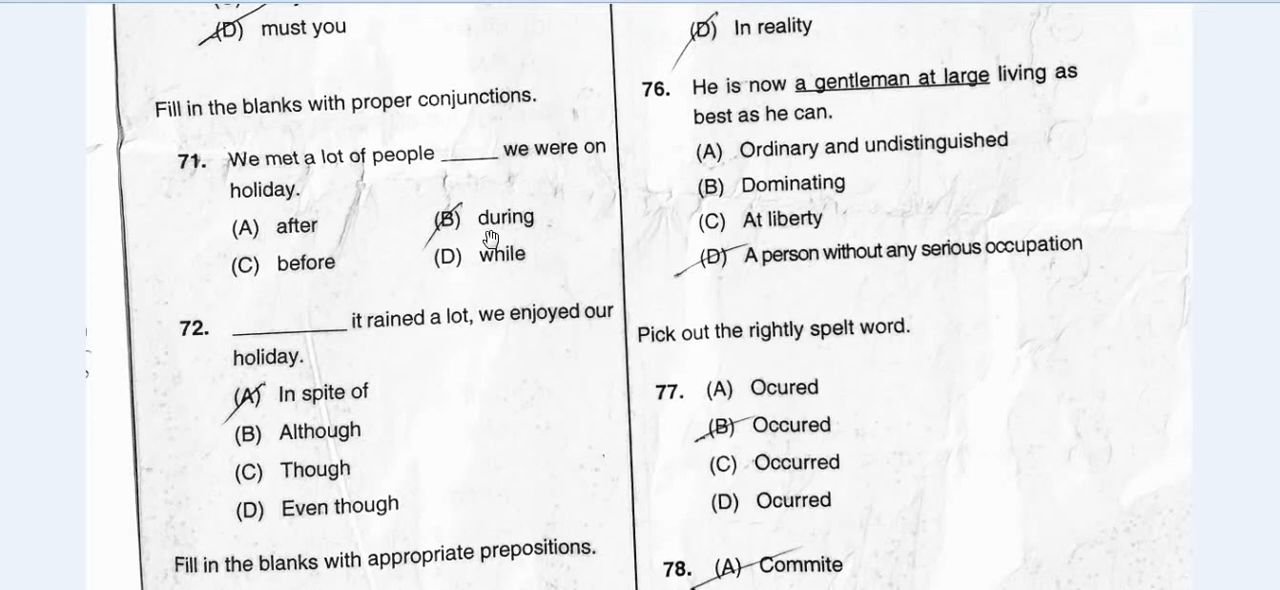 (D) must you
Fill in the blanks with proper conjunctions.
71. We met a lot of people _____ we were on
holiday.
(A) after (B) during
(C) before (D) while
72. __________ it rained a lot, we enjoyed our
holiday.
(A) In spite of
(B) Although
(C) Though
(D) Even though
Fill in the blanks with appropriate prepositions.
(D) In reality
76. He is now a gentleman at large living as
best as he can.
(A) Ordinary and undistinguished
(B) Dominating
(C) At liberty
(D) A person without any serious occupation
Pick out the rightly spelt word.
77. (A) Ocured
(B) Occured
(C) Occurred
(D) Ocurred
78. (A) Commite